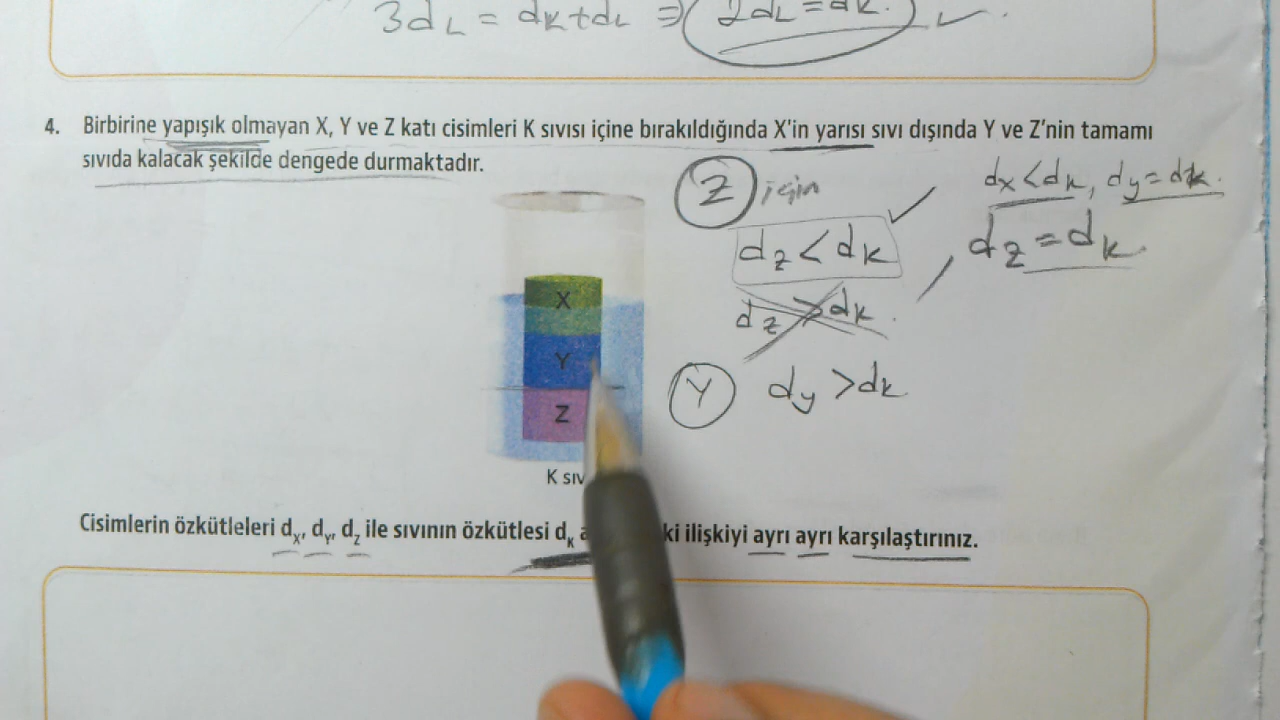 3dL = dK+dL ⇒ 2dL = dK.
4. Birbirine yapışık olmayan X, Y ve Z katı cisimleri K sıvısı içine bırakıldığında X'in yarısı sıvı dışında Y ve Z'nin tamamı
sıvıda kalacak şekilde dengede durmaktadır.
Z için
dx < dk, dy = dk.
dz < dk , dz = dk
dz > dk.
X
Y
Z
Y dy > dk
K sıv
Cisimlerin özkütleleri dX, dY, dZ ile sıvının özkütlesi dK ki ilişkiyi ayrı ayrı karşılaştırınız.